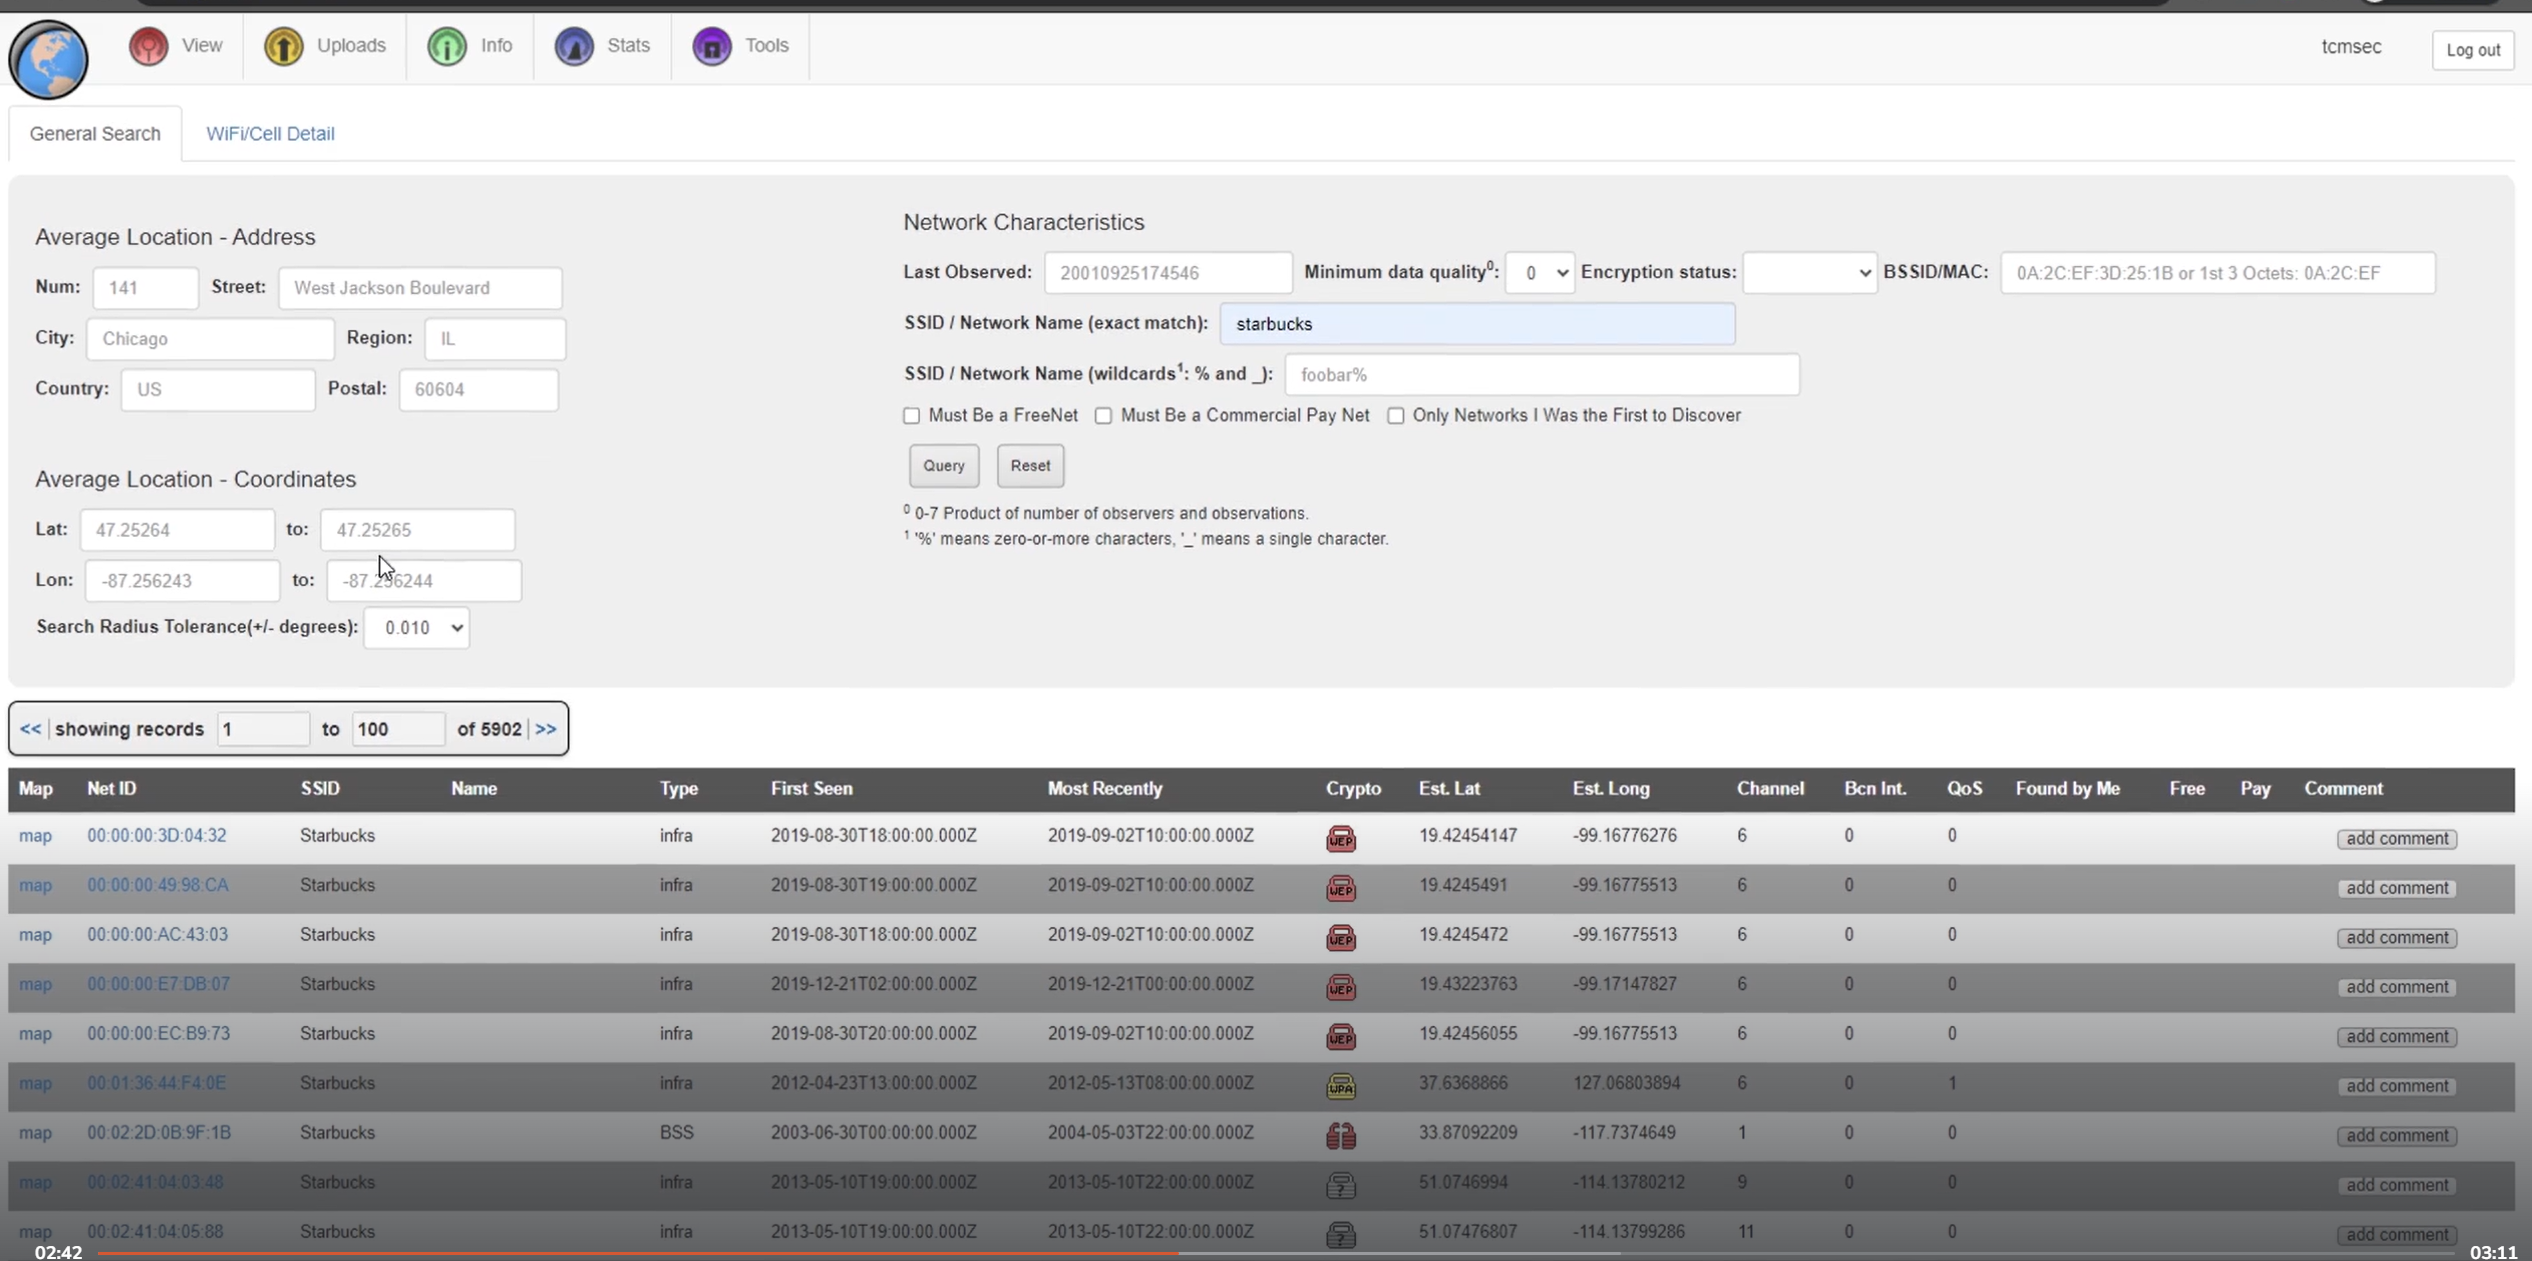 View Uploads Info Stats Tools tcmsec Log out
General Search WiFi/Cell Detail
Average Location - Address
Num: 141 Street: West Jackson Boulevard
City: Chicago Region: IL
Country: US Postal: 60604
Average Location - Coordinates
Lat: 47.25264 to: 47.25265
Lon: -87.256243 to: -87.256244
Search Radius Tolerance(+/- degrees): 0.010
Network Characteristics
Last Observed: 20010925174546 Minimum data quality⁰: 0 Encryption status: BSSID/MAC: 0A:2C:EF:3D:25:1B or 1st 3 Octets: 0A:2C:EF
SSID / Network Name (exact match): starbucks
SSID / Network Name (wildcards¹: % and _): foobar%
Must Be a FreeNet Must Be a Commercial Pay Net Only Networks I Was the First to Discover
Query Reset
⁰ 0-7 Product of number of observers and observations.
¹ '%' means zero-or-more characters, '_' means a single character.
<< showing records 1 to 100 of 5902 >>
Map Net ID SSID Name Type First Seen Most Recently Crypto Est. Lat Est. Long Channel Bcn Int. QoS Found by Me Free Pay Comment
map 00:00:00:3D:04:32 Starbucks infra 2019-08-30T18:00:00.000Z 2019-09-02T10:00:00.000Z WEP 19.42454147 -99.16776276 6 0 0 add comment
map 00:00:00:49:98:CA Starbucks infra 2019-08-30T19:00:00.000Z 2019-09-02T10:00:00.000Z WEP 19.4245491 -99.16775513 6 0 0 add comment
map 00:00:00:AC:43:03 Starbucks infra 2019-08-30T18:00:00.000Z 2019-09-02T10:00:00.000Z WEP 19.4245472 -99.16775513 6 0 0 add comment
map 00:00:00:E7:DB:07 Starbucks infra 2019-12-21T02:00:00.000Z 2019-12-21T00:00:00.000Z WEP 19.43223763 -99.17147827 6 0 0 add comment
map 00:00:00:EC:B9:73 Starbucks infra 2019-08-30T20:00:00.000Z 2019-09-02T10:00:00.000Z WEP 19.42456055 -99.16775513 6 0 0 add comment
map 00:01:36:44:F4:0E Starbucks infra 2012-04-23T13:00:00.000Z 2012-05-13T08:00:00.000Z WPA 37.6368866 127.06803894 6 0 1 add comment
map 00:02:2D:0B:9F:1B Starbucks BSS 2003-06-30T00:00:00.000Z 2004-05-03T22:00:00.000Z 33.87092209 -117.7374649 1 0 0 add comment
map 00:02:41:04:03:48 Starbucks infra 2013-05-10T19:00:00.000Z 2013-05-10T22:00:00.000Z ? 51.0746994 -114.13780212 9 0 0 add comment
map 00:02:41:04:05:88 Starbucks infra 2013-05-10T19:00:00.000Z 2013-05-10T22:00:00.000Z ? 51.07476807 -114.13799286 11 0 0 add comment
02:42 03:11